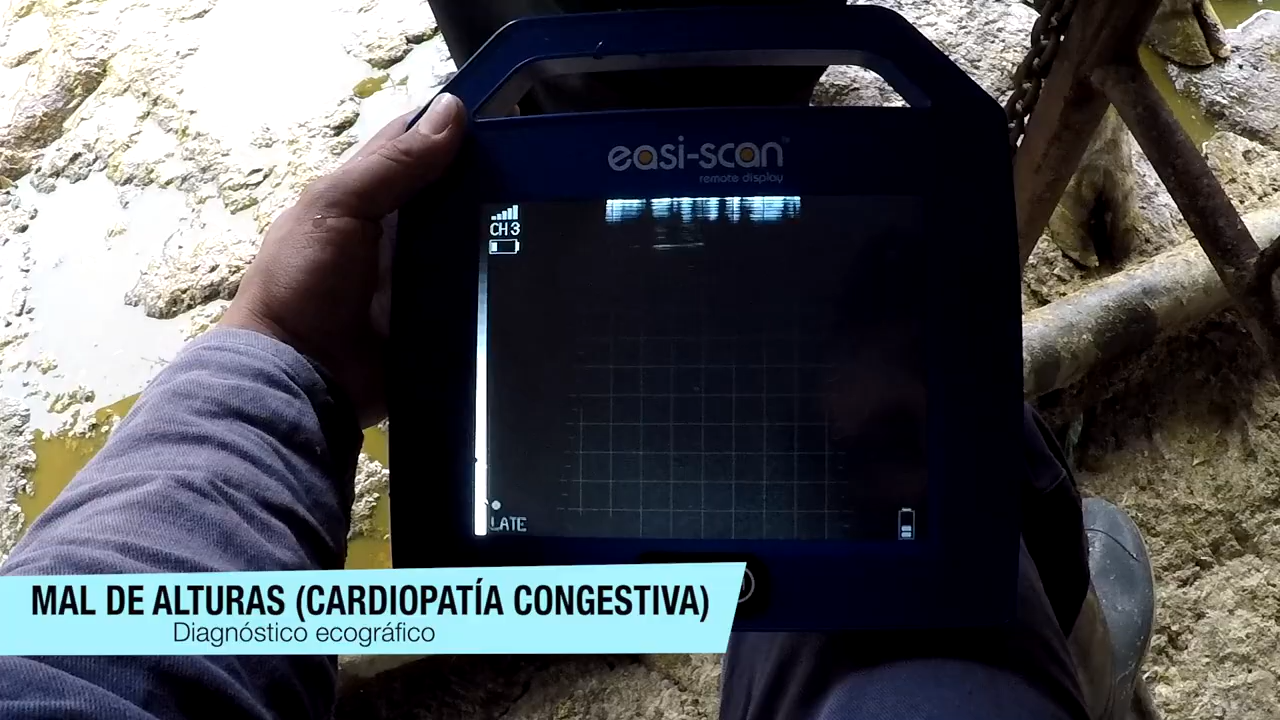 easi-scan
remote display
CH 3
LATE
MAL DE ALTURAS (CARDIOPATÍA CONGESTIVA)
Diagnóstico ecográfico